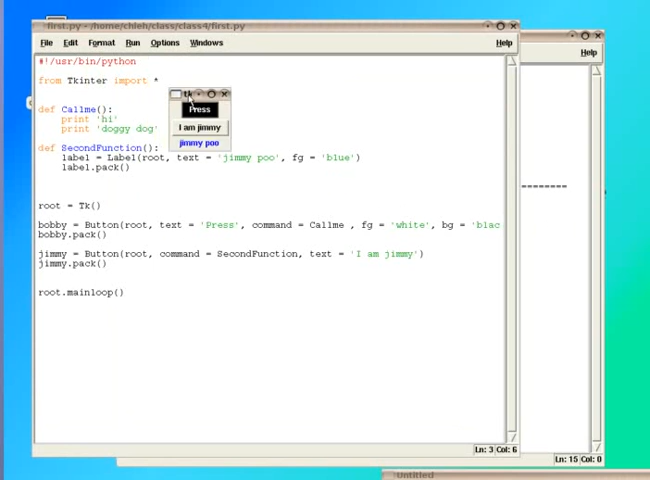 first.py - /home/chieh/class/class4/first.py
File Edit Format Run Options Windows Help
Help
#!/usr/bin/python
from Tkinter import *
tk
Press
I am jimmy
jimmy poo
def Callme():
print 'hi'
print 'doggy dog'
def SecondFunction():
label = Label(root, text = 'jimmy poo', fg = 'blue')
label.pack()
--------
root = Tk()
bobby = Button(root, text = 'Press', command = Callme , fg = 'white', bg = 'blac
bobby.pack()
jimmy = Button(root, command = SecondFunction, text = 'I am jimmy')
jimmy.pack()
root.mainloop()
Ln: 3 Col: 6
Ln: 15 Col: 0
Untitled